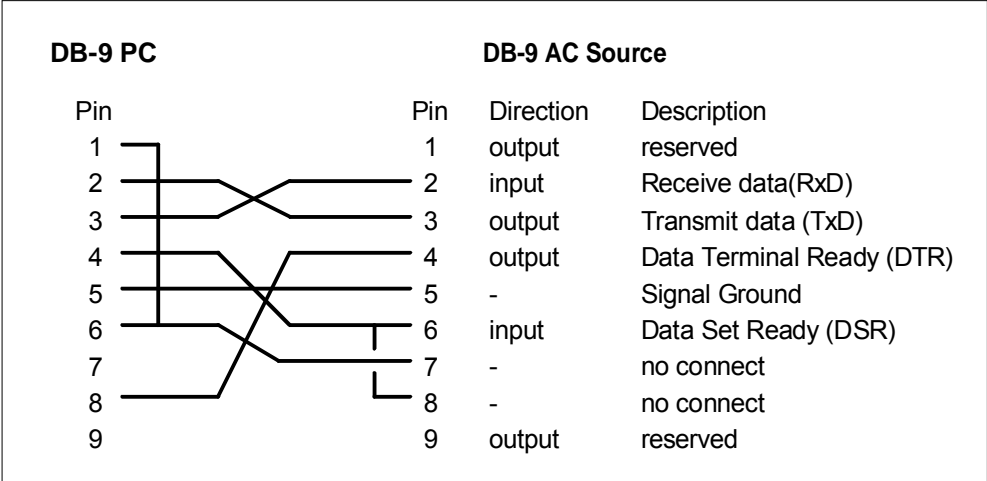 DB-9 PC DB-9 AC Source
Pin Pin Direction Description
1 1 output reserved
2 2 input Receive data(RxD)
3 3 output Transmit data (TxD)
4 4 output Data Terminal Ready (DTR)
5 5 - Signal Ground
6 6 input Data Set Ready (DSR)
7 7 - no connect
8 8 - no connect
9 9 output reserved